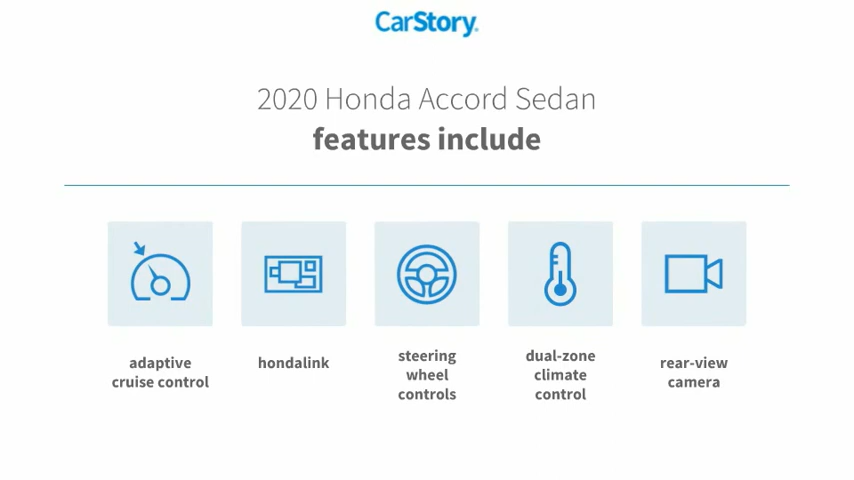 CarStory
2020 Honda Accord Sedan
features include
adaptive
cruise control
hondalink
steering
wheel
controls
dual-zone
climate
control
rear-view
camera